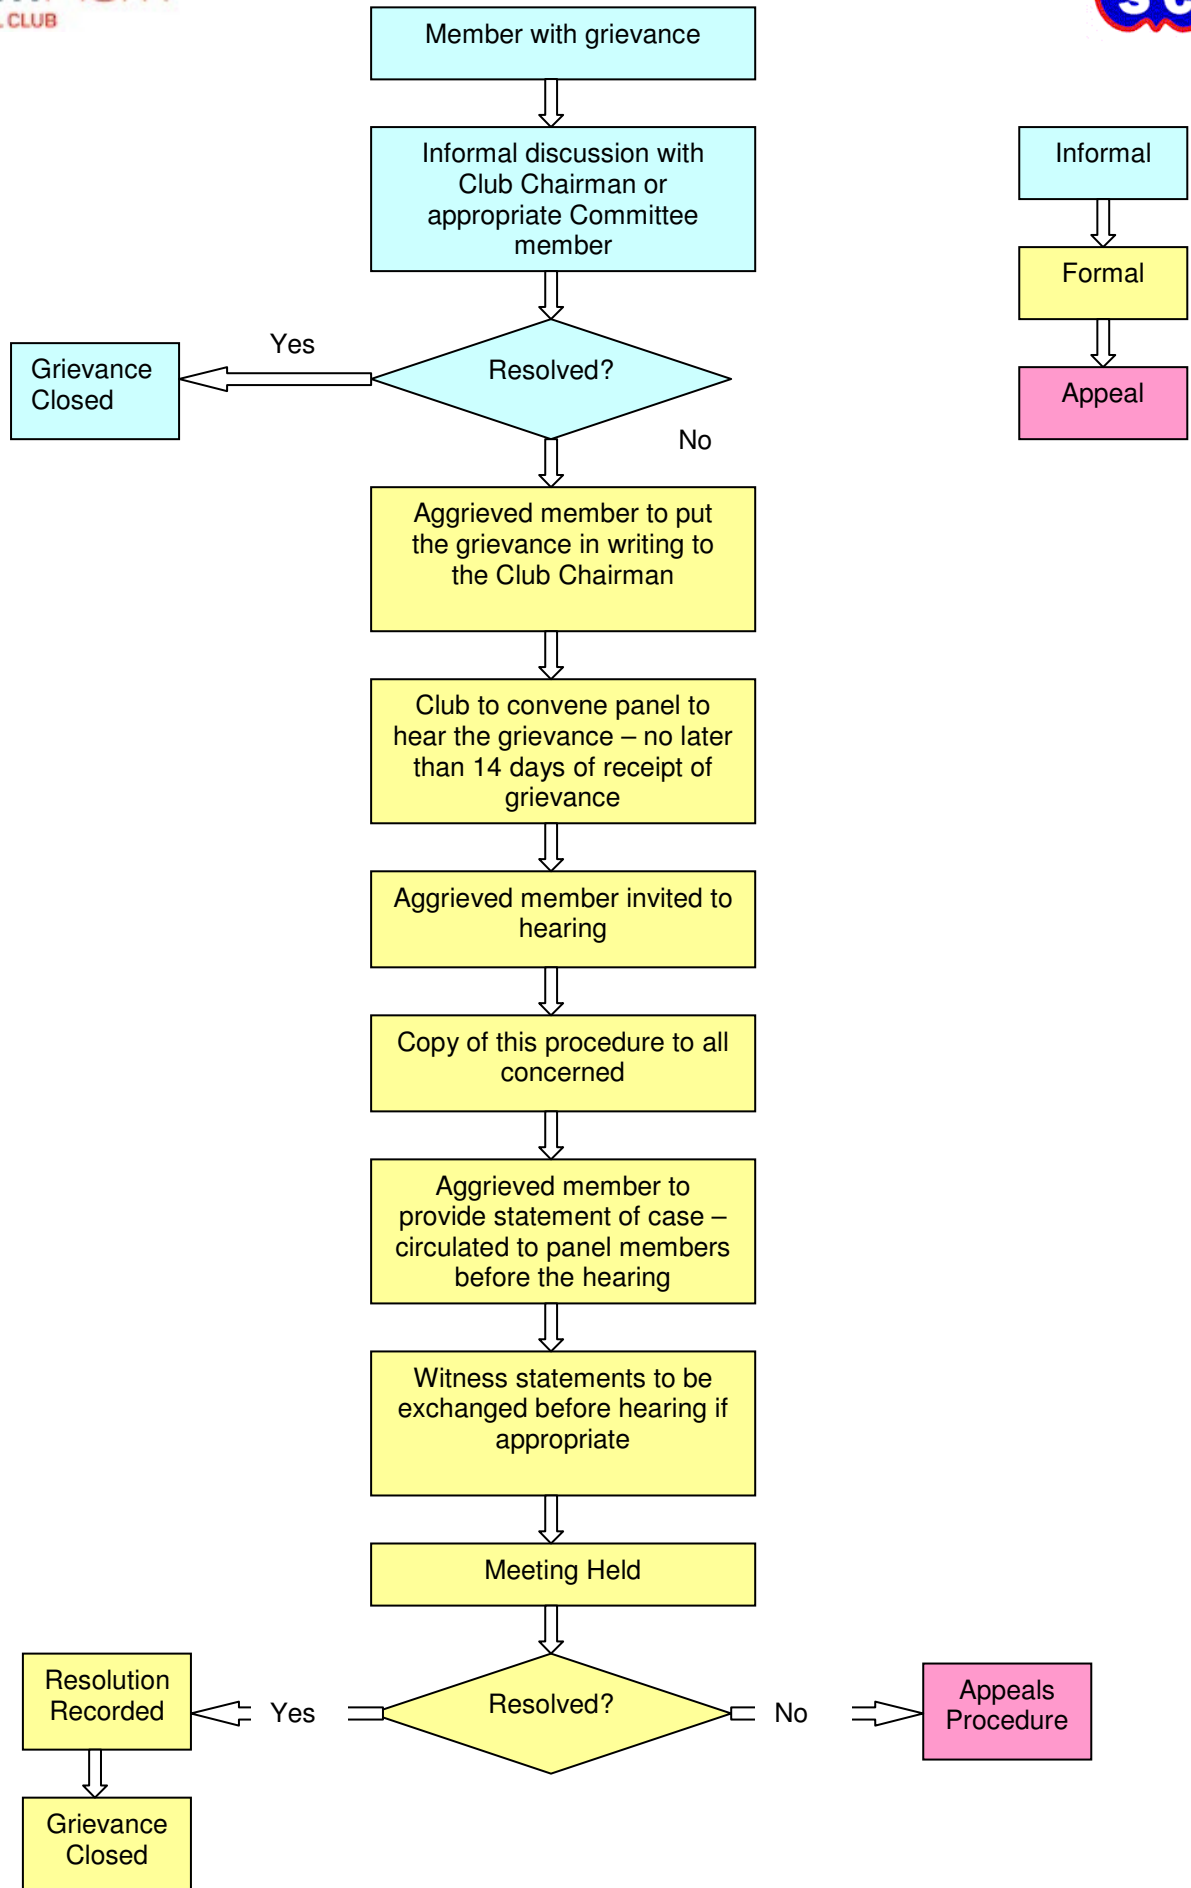 CLUB
Member with grievance
Informal discussion with
Club Chairman or
appropriate Committee
member
Informal
Formal
Appeal
Yes
Resolved?
Grievance
Closed
No
Aggrieved member to put
the grievance in writing to
the Club Chairman
Club to convene panel to
hear the grievance – no later
than 14 days of receipt of
grievance
Aggrieved member invited to
hearing
Copy of this procedure to all
concerned
Aggrieved member to
provide statement of case –
circulated to panel members
before the hearing
Witness statements to be
exchanged before hearing if
appropriate
Meeting Held
Resolved?
Yes
Resolution
Recorded
No
Appeals
Procedure
Grievance
Closed